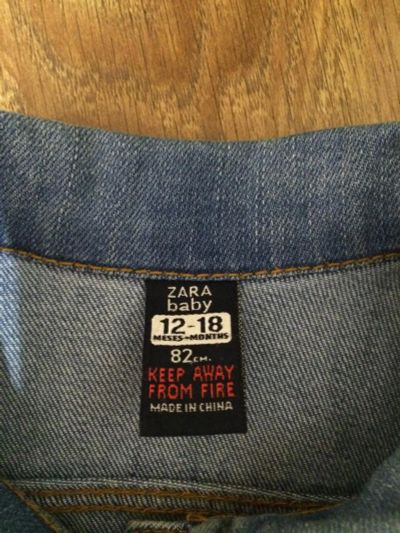 ZARA
baby
12-18
MESES-MONTHS
82CM.
KEEP AWAY
FROM FIRE
MADE IN CHINA